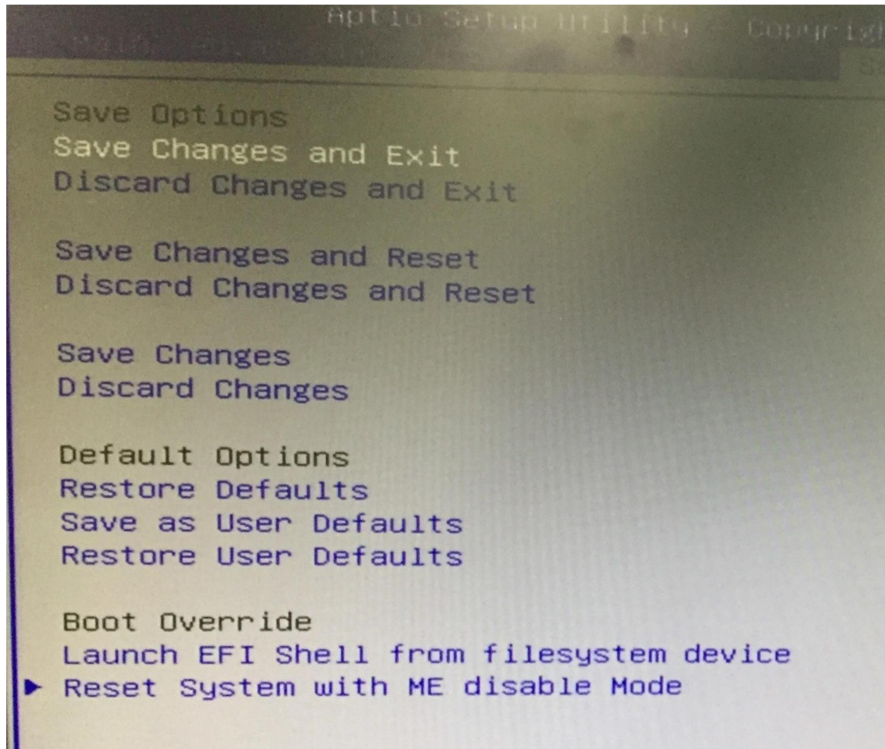 Aptio Setup Utility - Copyrigh
Main
Save Options
Save Changes and Exit
Discard Changes and Exit
Save Changes and Reset
Discard Changes and Reset
Save Changes
Discard Changes
Default Options
Restore Defaults
Save as User Defaults
Restore User Defaults
Boot Override
Launch EFI Shell from filesystem device
Reset System with ME disable Mode